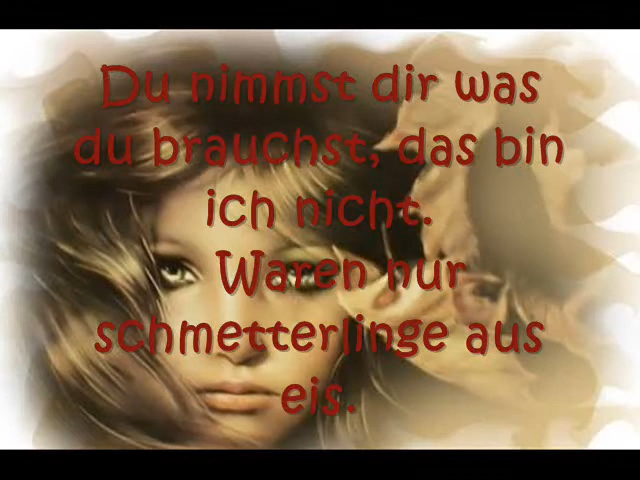 Du nimmst dir was
du brauchst, das bin
ich nicht.
Waren nur
schmetterlinge aus
eis.